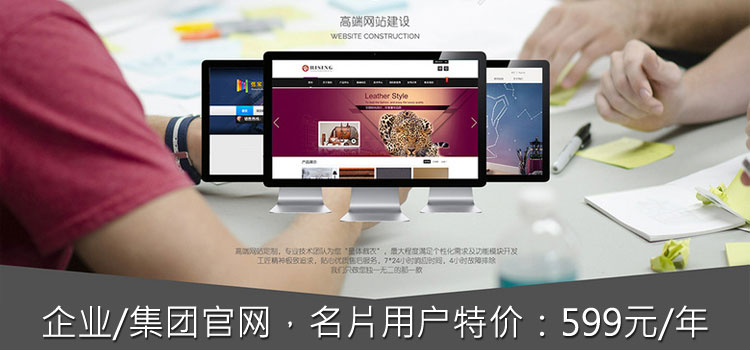 高端网站建设
WEBSITE CONSTRUCTION
RISING
Leather Style
产品展示
高端网站定制，专业技术团队为您“量体裁衣”，最大程度满足个性化需求及功能模块开发
工匠精神极致追求，贴心优质售后服务，7*24小时响应时间，4小时故障排除
我们只做独一无二的那一款
企业/集团官网，名片用户特价：599元/年